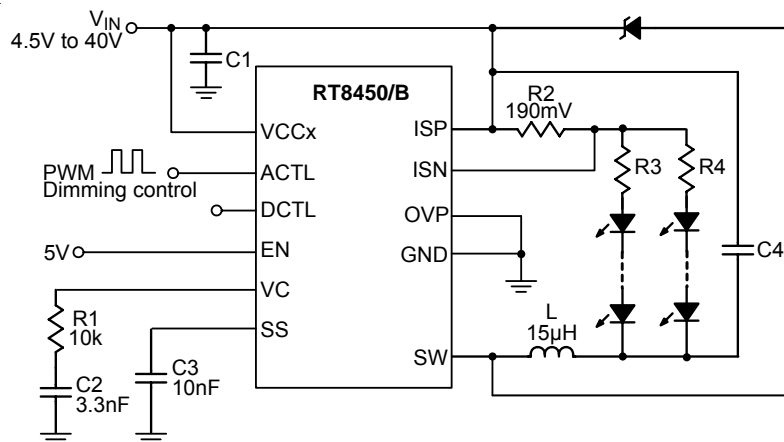 VIN
4.5V to 40V
C1
RT8450/B
R2
190mV
VCCx
ISP
PWM
Dimming control
ACTL
ISN
R3
R4
DCTL
OVP
5V
EN
GND
C4
VC
R1
10k
SS
L
15µH
C3
10nF
SW
C2
3.3nF